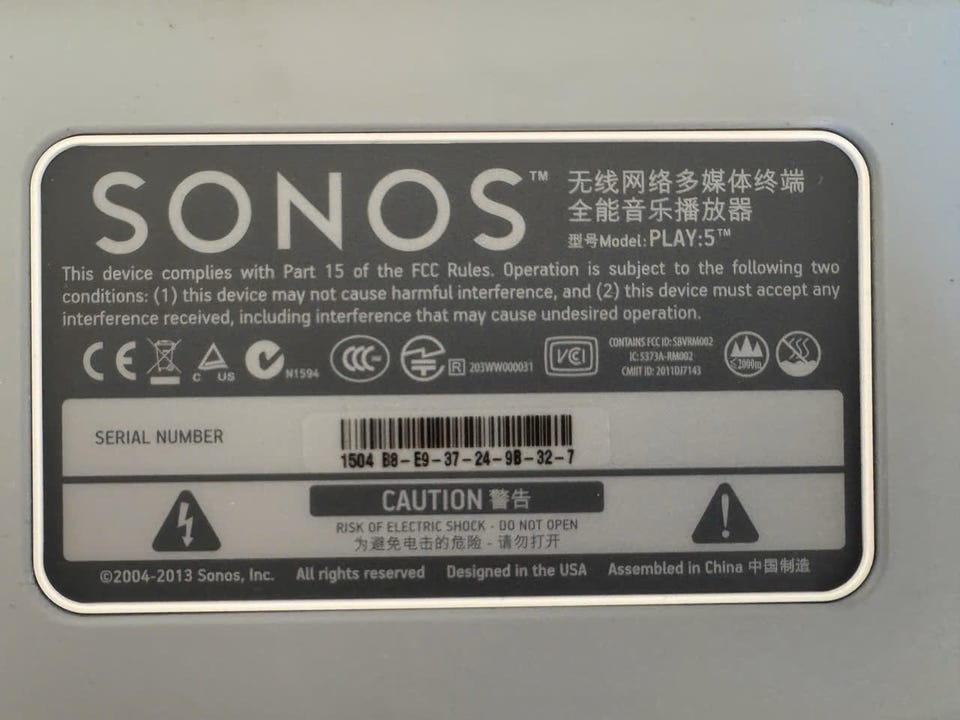 SONOS™
无线网络多媒体终端
全能音乐播放器
型号Model: PLAY:5™
This device complies with Part 15 of the FCC Rules. Operation is subject to the following two
conditions: (1) this device may not cause harmful interference, and (2) this device must accept any
interference received, including interference that may cause undesired operation.
CE C US N1594 CCC R 203WW000031 VCI
CONTAINS FCC ID: SBVRM002
IC: 5373A-RM002
CMIIT ID: 2011DJ7143
2000m
SERIAL NUMBER
1504 B8-E9-37-24-9B-32-7
CAUTION 警告
RISK OF ELECTRIC SHOCK - DO NOT OPEN
为避免电击的危险 - 请勿打开
©2004-2013 Sonos, Inc. All rights reserved Designed in the USA Assembled in China 中国制造